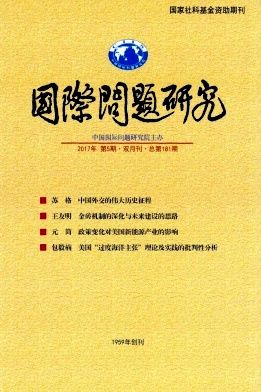 国家社科基金资助期刊
国際問題研究
中国国际问题研究院主办
2017年 第5期·双月刊·总第181期
■ 苏 格 中国外交的伟大历史征程
■ 王友明 金砖机制的深化与未来建设的思路
■ 元 简 政策变化对美国新能源产业的影响
■ 包毅楠 美国“过度海洋主张”理论及实践的批判性分析
1959年创刊